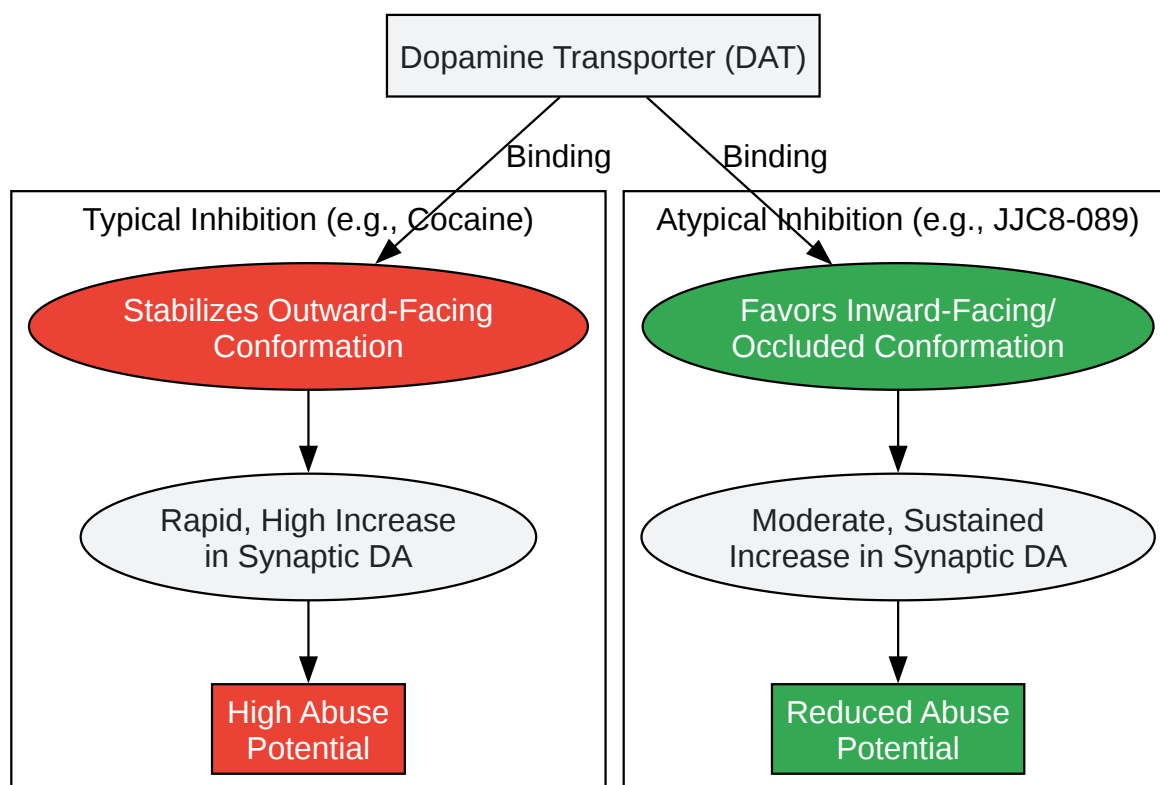 Dopamine Transporter (DAT)
Binding
Binding
Typical Inhibition (e.g., Cocaine)
Stabilizes Outward-Facing
Conformation
Rapid, High Increase
in Synaptic DA
High Abuse
Potential
Atypical Inhibition (e.g., JJC8-089)
Favors Inward-Facing/
Occluded Conformation
Moderate, Sustained
Increase in Synaptic DA
Reduced Abuse
Potential